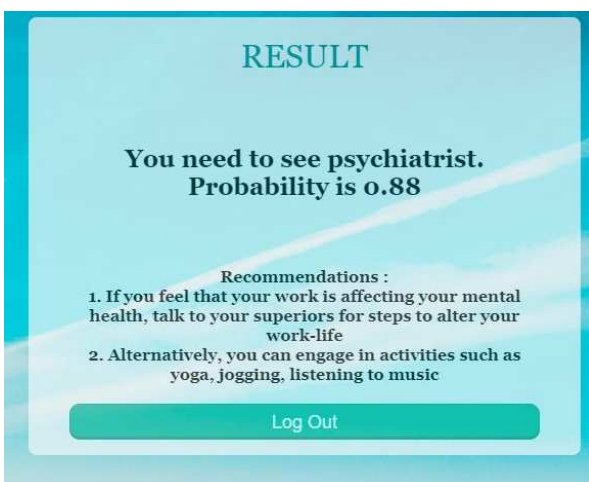 RESULT
You need to see psychiatrist.
Probability is 0.88
Recommendations :
1. If you feel that your work is affecting your mental
health, talk to your superiors for steps to alter your
work-life
2. Alternatively, you can engage in activities such as
yoga, jogging, listening to music
Log Out